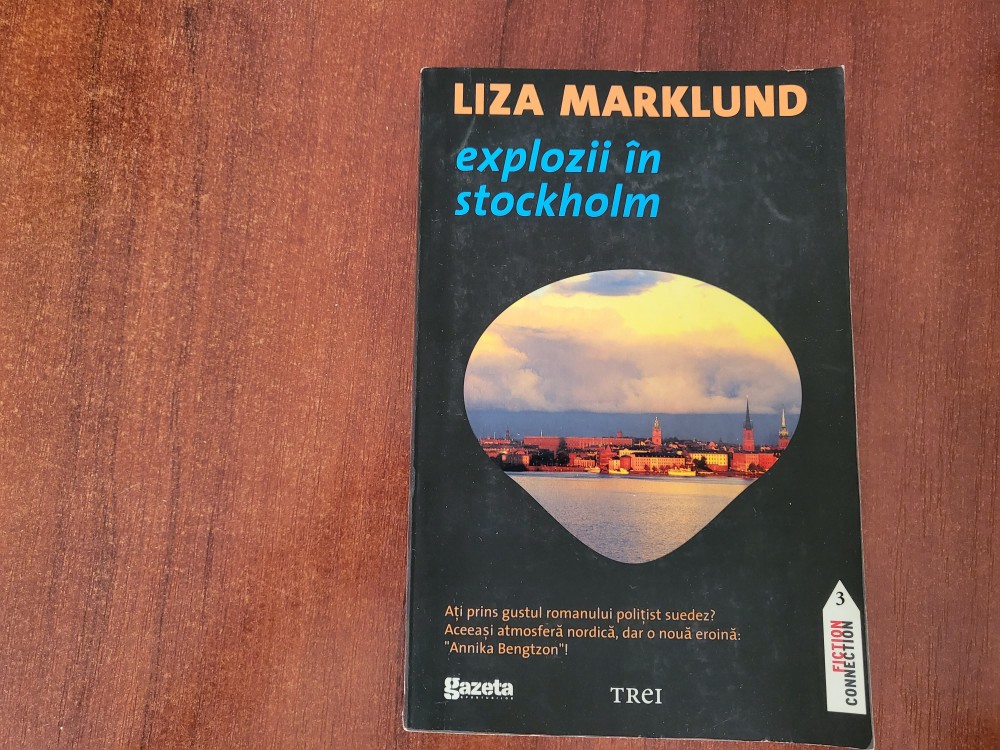 LIZA MARKLUND
explozii în
stockholm
Ați prins gustul romanului polițist suedez?
Aceeași atmosferă nordică, dar o nouă eroină:
"Annika Bengtzon"!
gazeta
SPORTURILOR
TREI
3
FICTION
CONNECTION